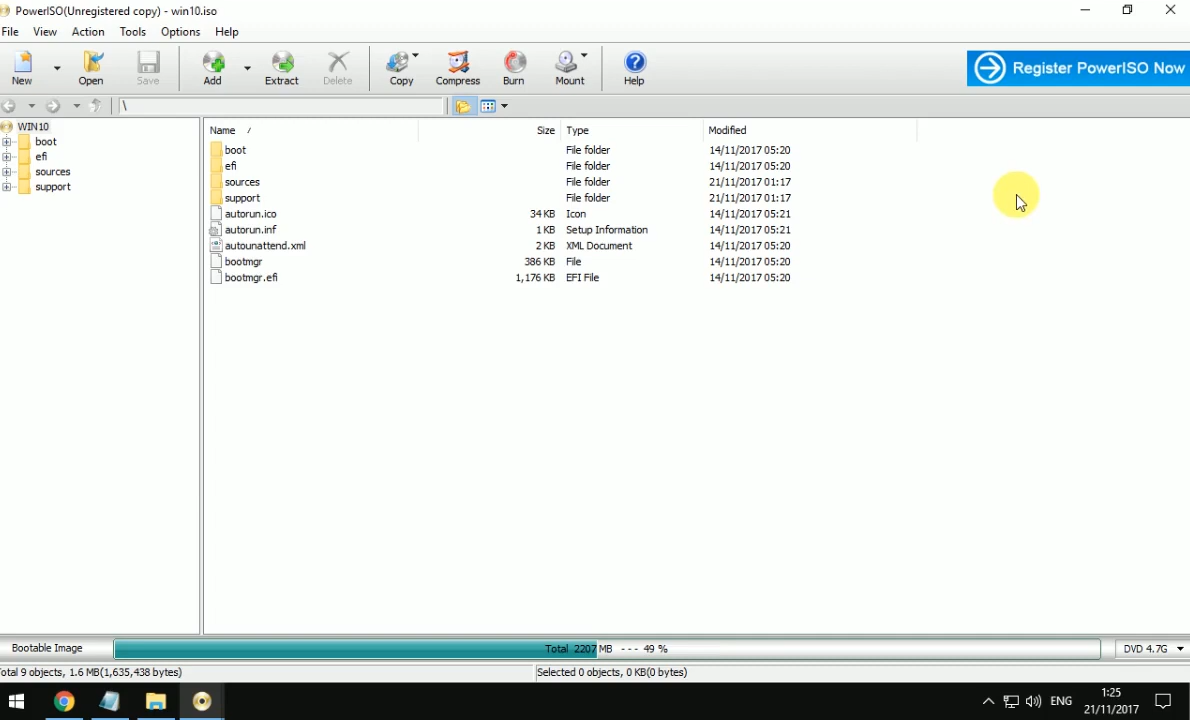 PowerISO(Unregistered copy) - win10.iso
File View Action Tools Options Help
New Open Save Add Extract Delete Copy Compress Burn Mount Help
Register PowerISO Now
\
WIN10
boot
efi
sources
support
Name / Size Type Modified
boot File folder 14/11/2017 05:20
efi File folder 14/11/2017 05:20
sources File folder 21/11/2017 01:17
support File folder 21/11/2017 01:17
autorun.ico 34 KB Icon 14/11/2017 05:21
autorun.inf 1 KB Setup Information 14/11/2017 05:21
autounattend.xml 2 KB XML Document 14/11/2017 05:20
bootmgr 386 KB File 14/11/2017 05:20
bootmgr.efi 1,176 KB EFI File 14/11/2017 05:20
Bootable Image Total 2207 MB --- 49 % DVD 4.7G
otal 9 objects, 1.6 MB(1,635,438 bytes) Selected 0 objects, 0 KB(0 bytes)
ENG
1:25
21/11/2017